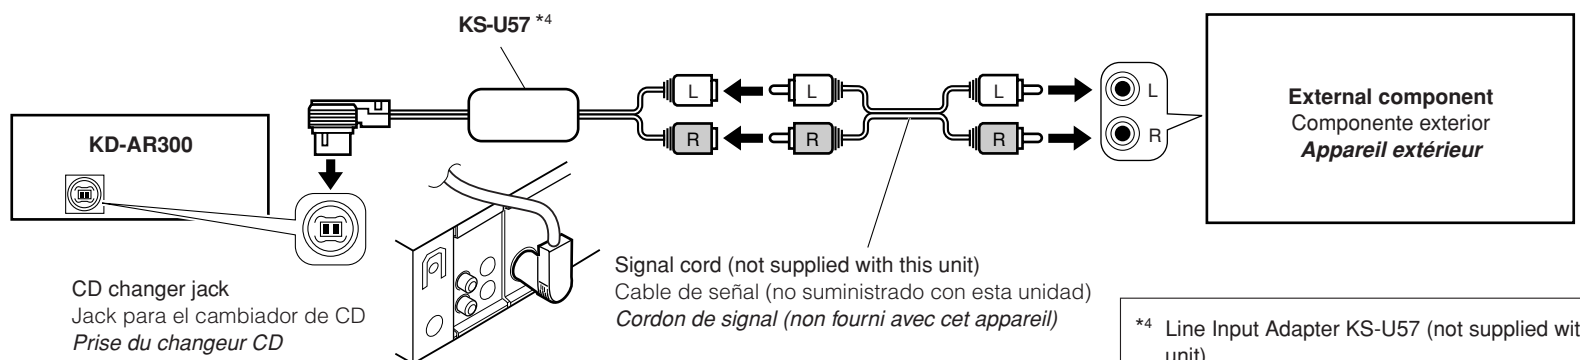 KS-U57 *4
L
L
L
L
R
R
R
R
KD-AR300
External component
Componente exterior
Appareil extérieur
CD changer jack
Jack para el cambiador de CD
Prise du changeur CD
Signal cord (not supplied with this unit)
Cable de señal (no suministrado con esta unidad)
Cordon de signal (non fourni avec cet appareil)
*4 Line Input Adapter KS-U57 (not supplied wit
unit)